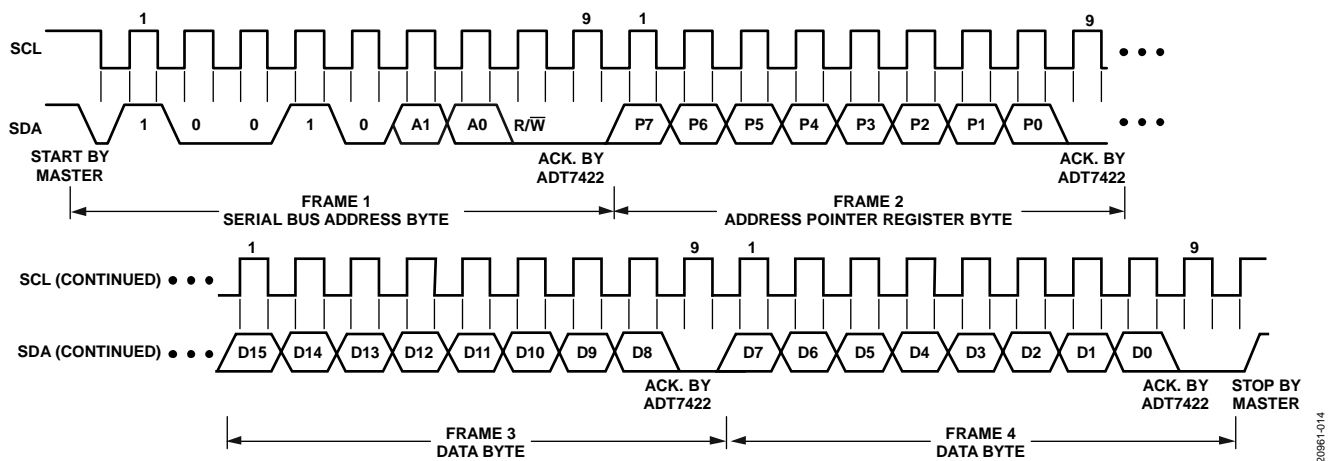 1 9 1 9
SCL
SDA 1 0 0 1 0 A1 A0 R/W̅ P7 P6 P5 P4 P3 P2 P1 P0
START BY MASTER
ACK. BY ADT7422
ACK. BY ADT7422
FRAME 1
SERIAL BUS ADDRESS BYTE
FRAME 2
ADDRESS POINTER REGISTER BYTE
1 9 1 9
SCL (CONTINUED)
SDA (CONTINUED) D15 D14 D13 D12 D11 D10 D9 D8 D7 D6 D5 D4 D3 D2 D1 D0
ACK. BY ADT7422
ACK. BY ADT7422
STOP BY MASTER
FRAME 3
DATA BYTE
FRAME 4
DATA BYTE
20961-014